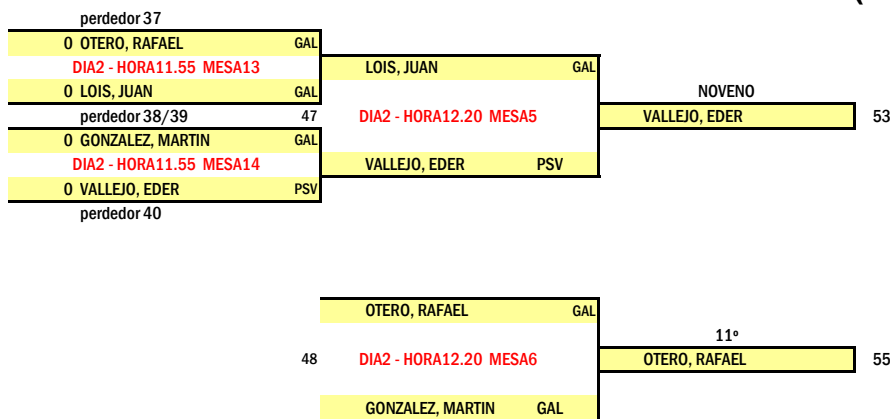 perdedor 37
0 OTERO, RAFAEL GAL
DIA2 - HORA11.55 MESA13
0 LOIS, JUAN GAL
perdedor 38/39 47
0 GONZALEZ, MARTIN GAL
DIA2 - HORA11.55 MESA14
0 VALLEJO, EDER PSV
perdedor 40
LOIS, JUAN GAL
DIA2 - HORA12.20 MESA5
VALLEJO, EDER PSV
NOVENO
VALLEJO, EDER 53
OTERO, RAFAEL GAL
48 DIA2 - HORA12.20 MESA6
GONZALEZ, MARTIN GAL
11º
OTERO, RAFAEL 55